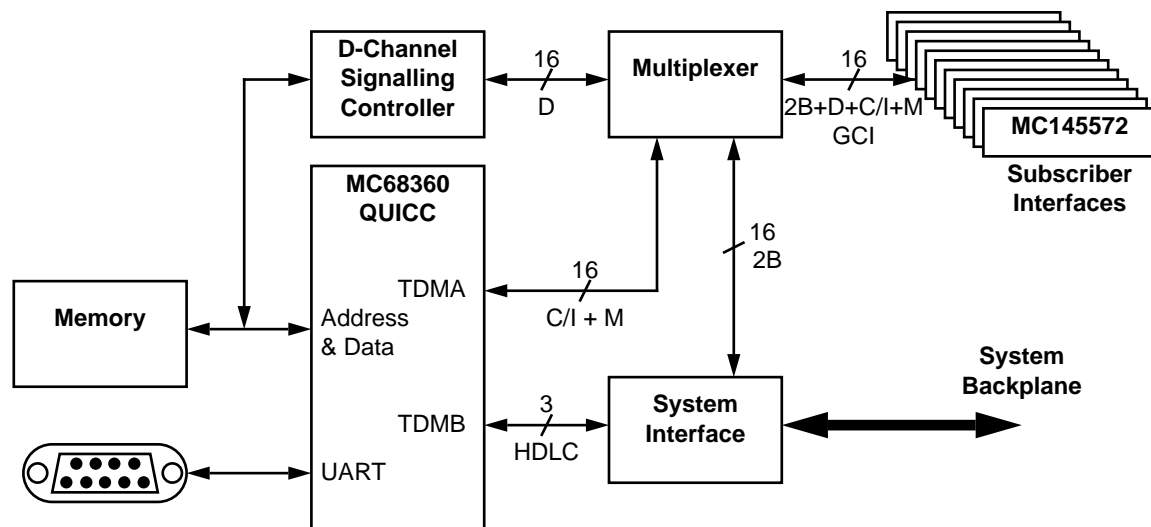 D-Channel
Signalling
Controller
16
D
Multiplexer
16
2B+D+C/I+M
GCI
MC145572
Subscriber
Interfaces
MC68360
QUICC
TDMA
16
C/I + M
16
2B
Memory
Address
& Data
System
Backplane
TDMB
3
HDLC
System
Interface
UART